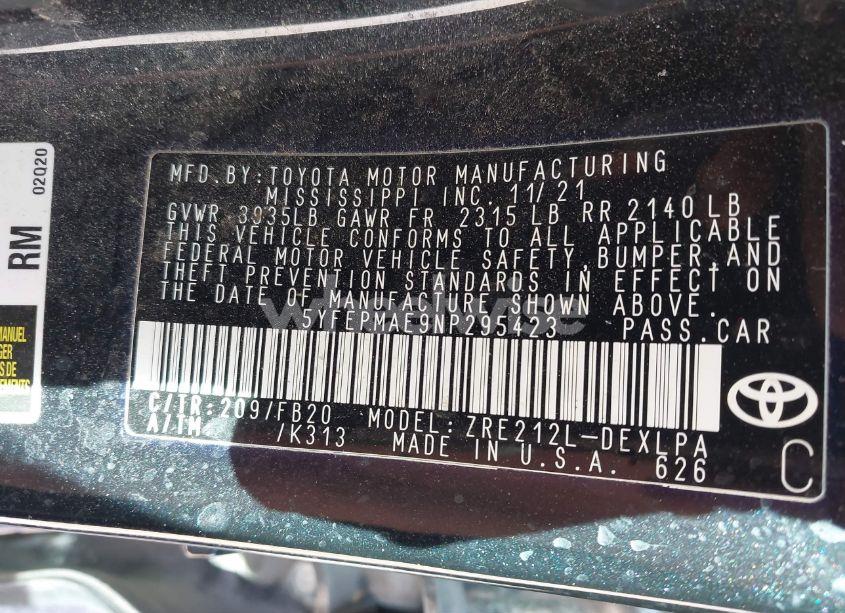 02Q20
RM
MANUEL
MFD.BY:TOYOTA MOTOR MANUFACTURING
MISSISSIPPI INC. 11/21
GVWR 3935LB GAWR FR 2315 LB RR 2140 LB
THIS VEHICLE CONFORMS TO ALL APPLICABLE
FEDERAL MOTOR VEHICLE SAFETY, BUMPER, AND
THEFT PREVENTION STANDARDS IN EFFECT ON
THE DATE OF MANUFACTURE SHOWN ABOVE.
5YFEPMAE9NP295423 PASS.CAR
C/TR:209/FB20 MODEL:ZRE212L-DEXLPA
A/TM: /K313 MADE IN U.S.A. 626
C